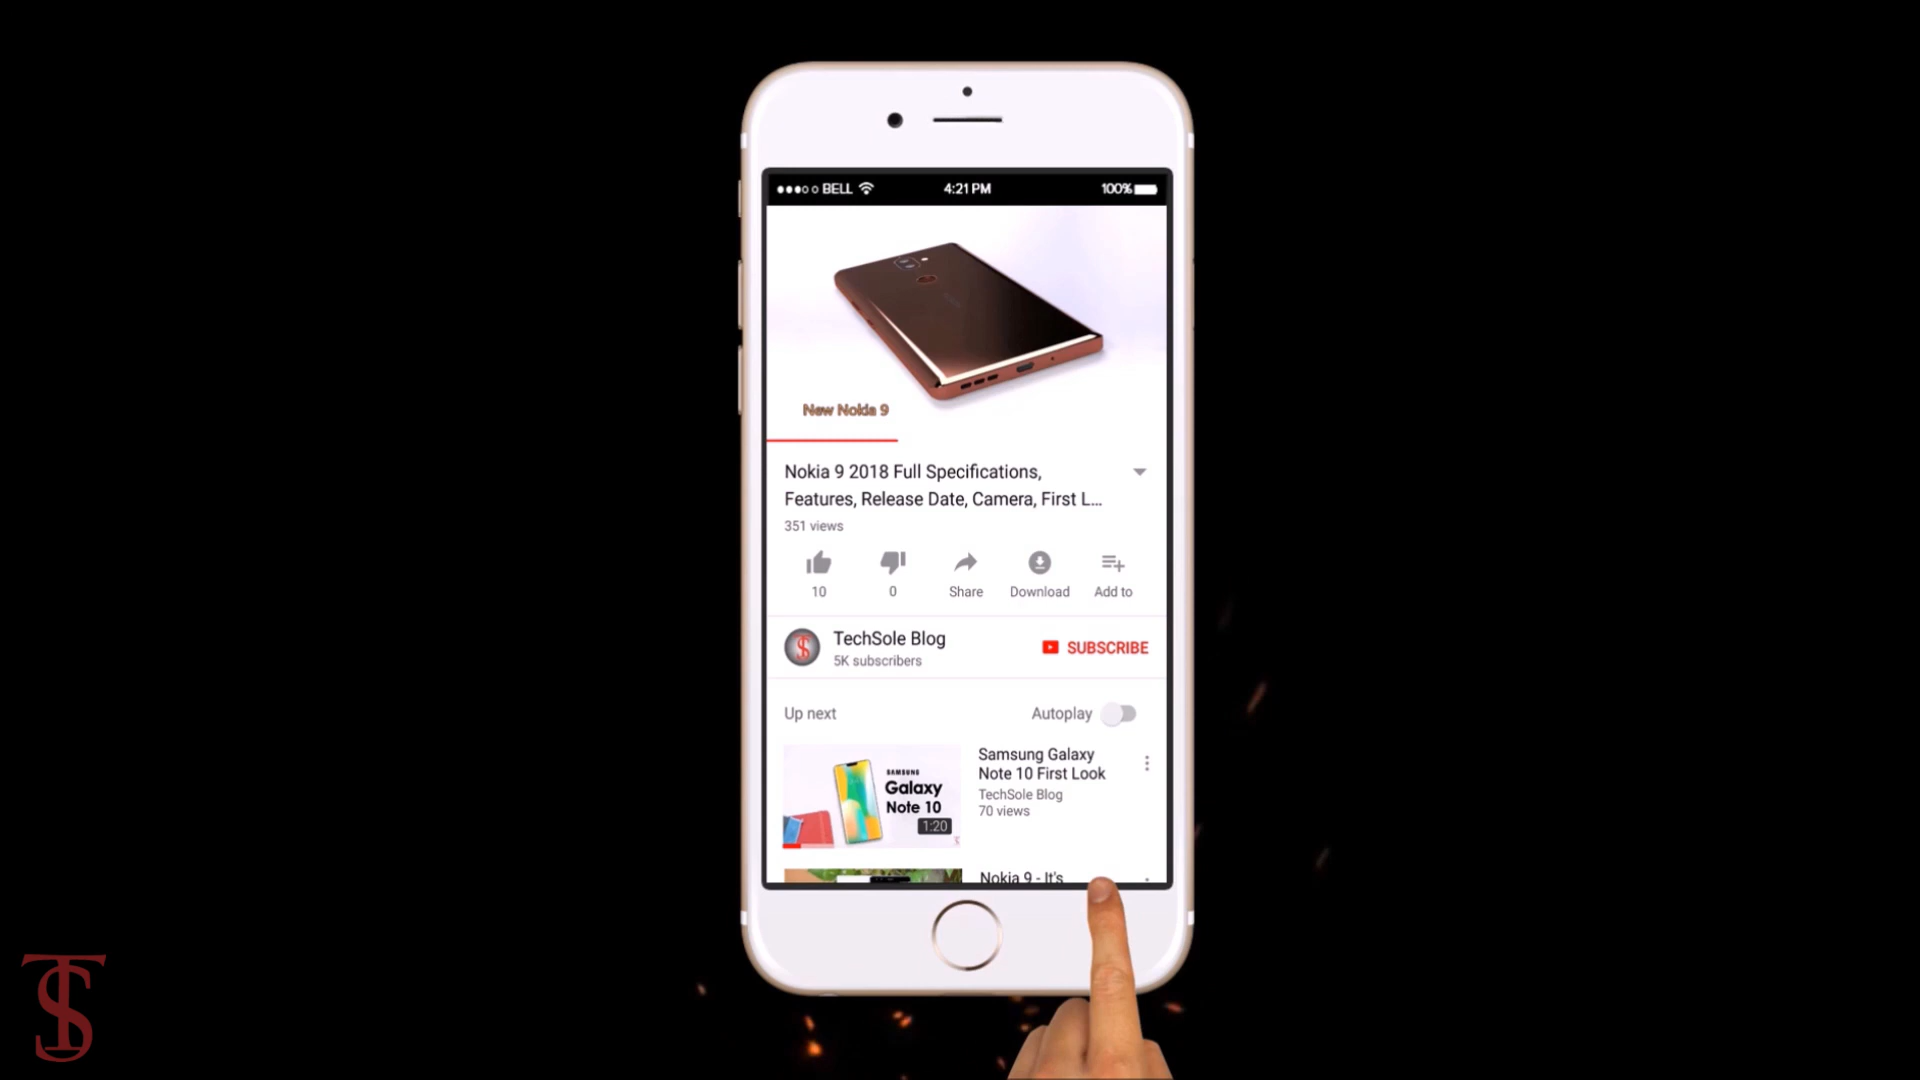 BELL 4:21 PM 100%
New Nokia 9
Nokia 9 2018 Full Specifications,
Features, Release Date, Camera, First L...
351 views
10 0 Share Download Add to
TechSole Blog
5K subscribers
SUBSCRIBE
Up next Autoplay
SAMSUNG
Galaxy
Note 10
1:20
Samsung Galaxy
Note 10 First Look
TechSole Blog
70 views
Nokia 9 - It's
TS